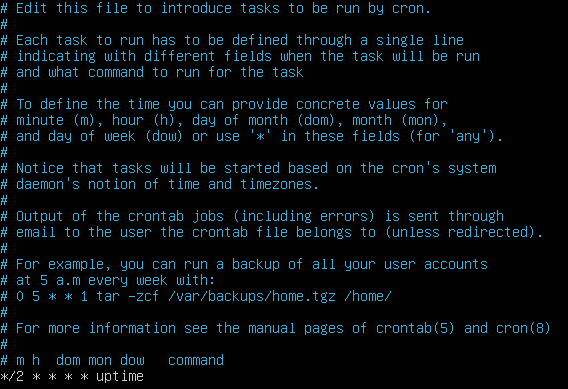 # Edit this file to introduce tasks to be run by cron.
#
# Each task to run has to be defined through a single line
# indicating with different fields when the task will be run
# and what command to run for the task
#
# To define the time you can provide concrete values for
# minute (m), hour (h), day of month (dom), month (mon),
# and day of week (dow) or use '*' in these fields (for 'any').
#
# Notice that tasks will be started based on the cron's system
# daemon's notion of time and timezones.
#
# Output of the crontab jobs (including errors) is sent through
# email to the user the crontab file belongs to (unless redirected).
#
# For example, you can run a backup of all your user accounts
# at 5 a.m every week with:
# 0 5 * * 1 tar -zcf /var/backups/home.tgz /home/
#
# For more information see the manual pages of crontab(5) and cron(8)
#
# m h  dom mon dow   command
*/2 * * * * uptime